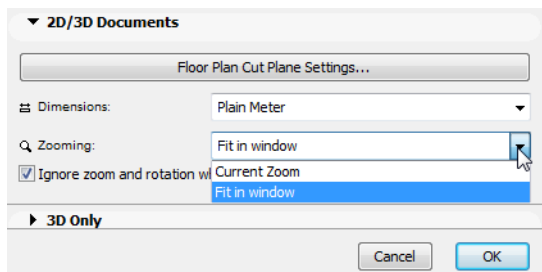 2D/3D Documents
Floor Plan Cut Plane Settings...
Dimensions: Plain Meter
Zooming: Fit in window
Ignore zoom and rotation Current Zoom
Fit in window
3D Only
Cancel OK